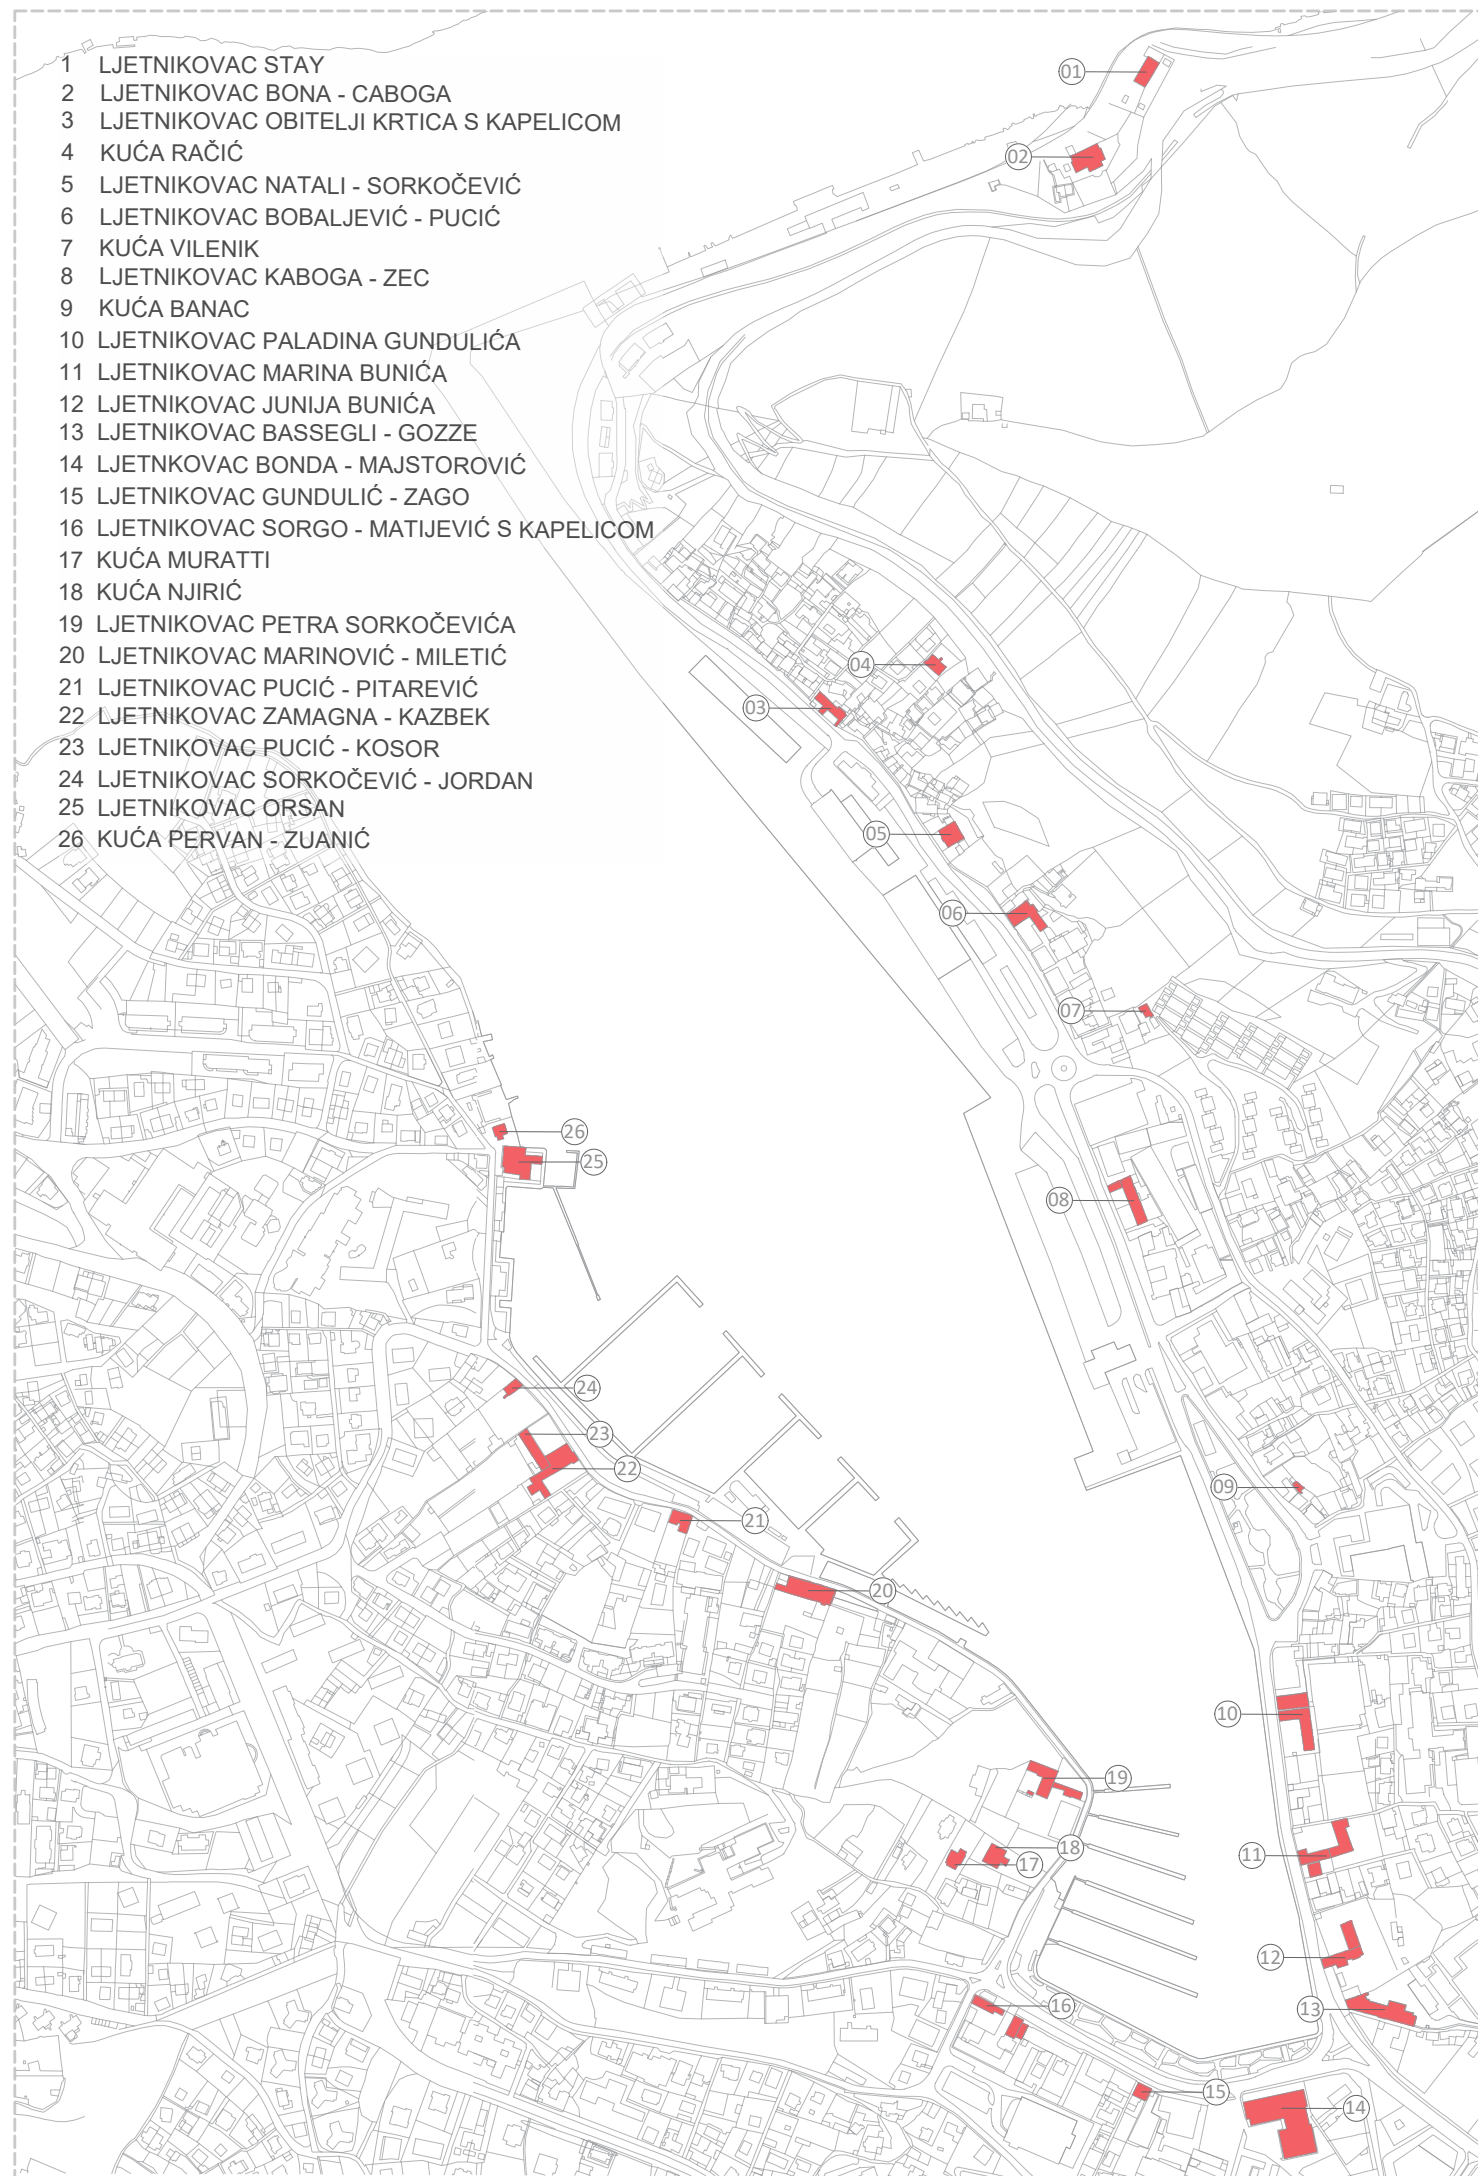 1 LJETNIKOVAC STAY
2 LJETNIKOVAC BONA - CABOGA
3 LJETNIKOVAC OBITELJI KRTICA S KAPELICOM
4 KUĆA RAČIĆ
5 LJETNIKOVAC NATALI - SORKOČEVIĆ
6 LJETNIKOVAC BOBALJEVIĆ - PUCIĆ
7 KUĆA VILENIK
8 LJETNIKOVAC KABOGA - ZEC
9 KUĆA BANAC
10 LJETNIKOVAC PALADINA GUNDULIĆA
11 LJETNIKOVAC MARINA BUNIĆA
12 LJETNIKOVAC JUNIJA BUNIĆA
13 LJETNIKOVAC BASSEGLI - GOZZE
14 LJETNKOVAC BONDA - MAJSTOROVIĆ
15 LJETNIKOVAC GUNDULIĆ - ZAGO
16 LJETNIKOVAC SORGO - MATIJEVIĆ S KAPELICOM
17 KUĆA MURATTI
18 KUĆA NJIRIĆ
19 LJETNIKOVAC PETRA SORKOČEVIĆA
20 LJETNIKOVAC MARINOVIĆ - MILETIĆ
21 LJETNIKOVAC PUCIĆ - PITAREVIĆ
22 LJETNIKOVAC ZAMAGNA - KAZBEK
23 LJETNIKOVAC PUCIĆ - KOSOR
24 LJETNIKOVAC SORKOČEVIĆ - JORDAN
25 LJETNIKOVAC ORSAN
26 KUĆA PERVAN - ZUANIĆ
01
02
04
03
05
06
07
26
25
08
24
23
22
09
21
20
10
19
18
11
17
12
16
13
15
14